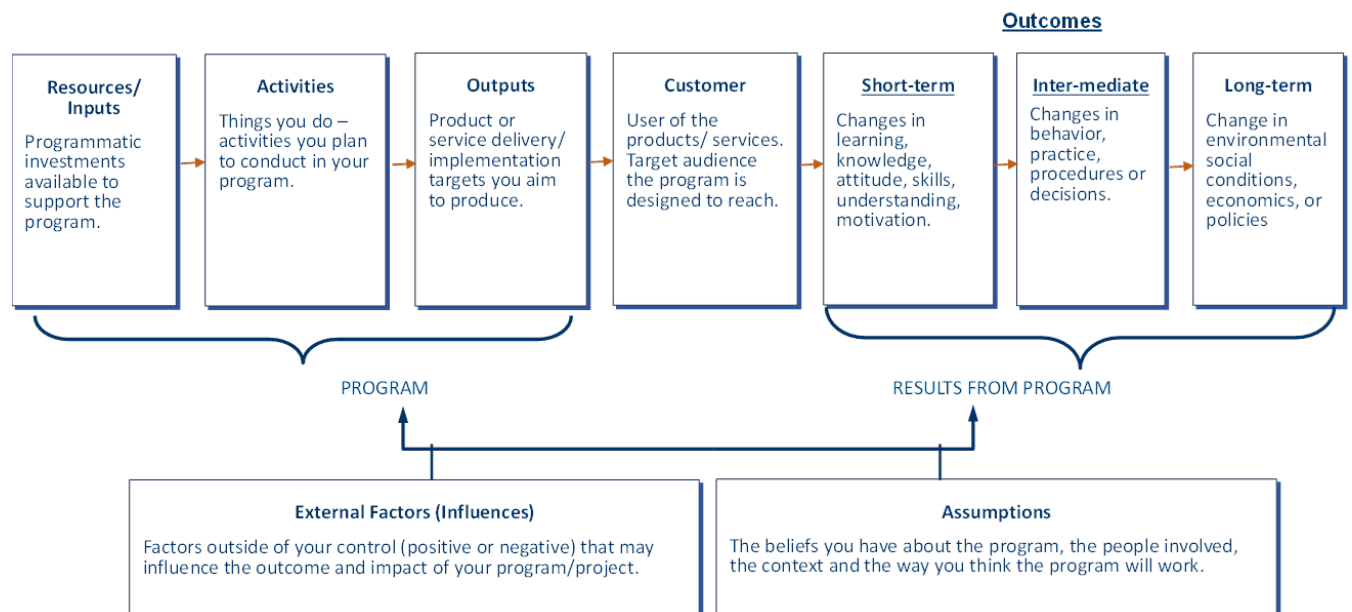 Outcomes
Resources/
Inputs
Programmatic
investments
available to
support the
program.
Activities
Things you do –
activities you plan
to conduct in your
program.
Outputs
Product or
service delivery/
implementation
targets you aim
to produce.
Customer
User of the
products/ services.
Target audience
the program is
designed to reach.
Short-term
Changes in
learning,
knowledge,
attitude, skills,
understanding,
motivation.
Inter-mediate
Changes in
behavior,
practice,
procedures or
decisions.
Long-term
Change in
environmental
social
conditions,
economics, or
policies
PROGRAM
RESULTS FROM PROGRAM
External Factors (Influences)
Factors outside of your control (positive or negative) that may
influence the outcome and impact of your program/project.
Assumptions
The beliefs you have about the program, the people involved,
the context and the way you think the program will work.